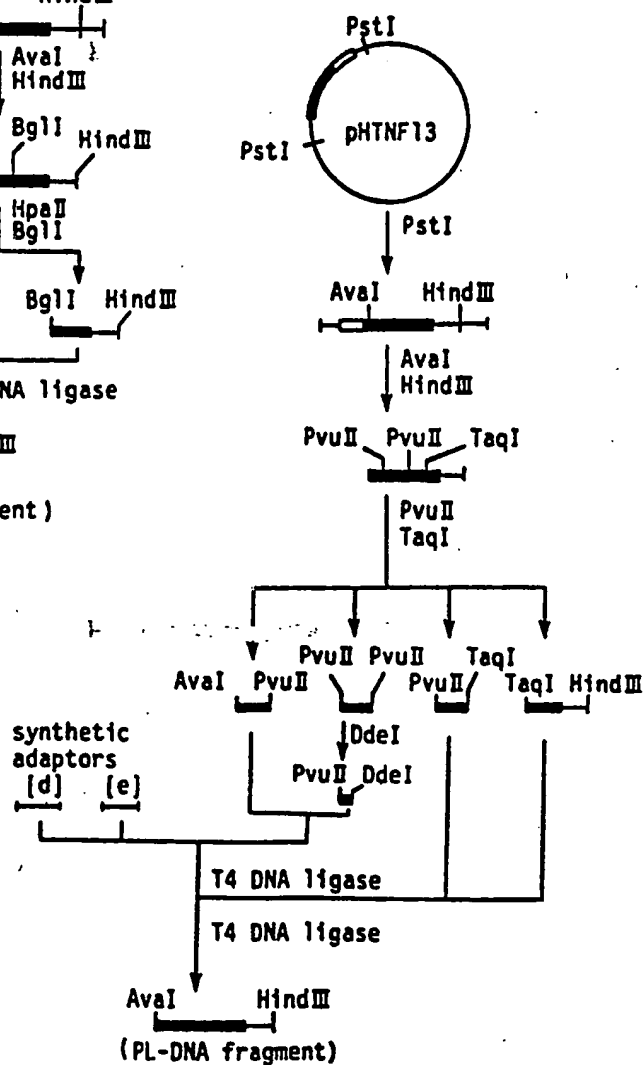 AvaI
HindIII
BglI
HindIII
HpaII
BglI
BglI HindIII
NA ligase
III
ent)
PstI
PstI
pHTNF13
PstI
AvaI HindIII
AvaI
HindIII
PvuII PvuII TaqI
PvuII
TaqI
AvaI PvuII
PvuII PvuII
PvuII TaqI
TaqI HindIII
DdeI
PvuII DdeI
synthetic
adaptors
[d] [e]
T4 DNA ligase
T4 DNA ligase
AvaI HindIII
(PL-DNA fragment)